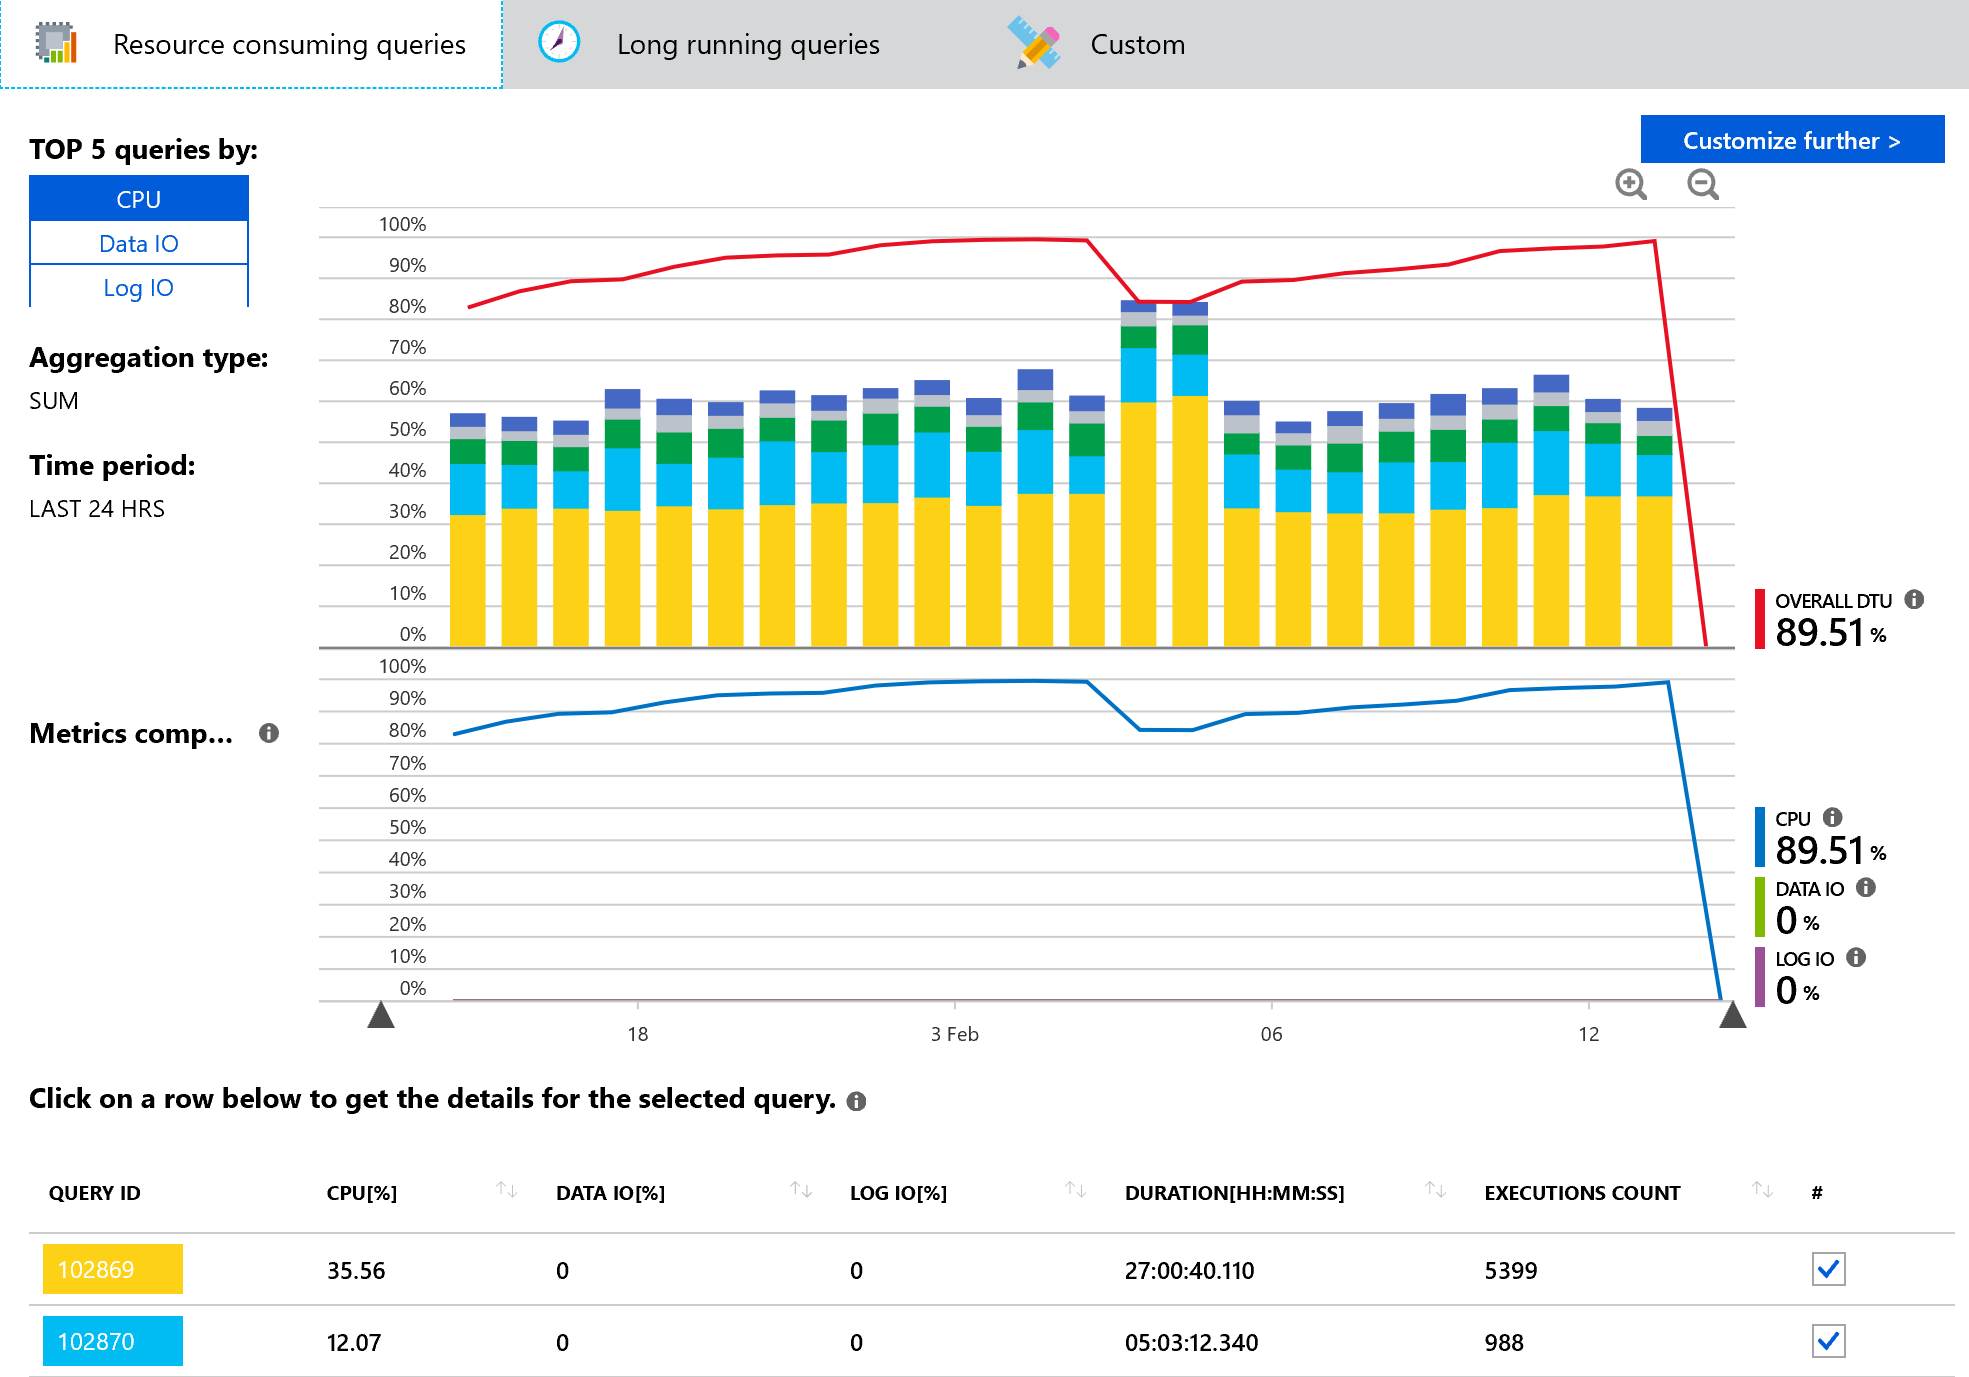 Resource consuming queries
Long running queries
Custom
TOP 5 queries by:
Customize further >
CPU
Data IO
Log IO
Aggregation type:
SUM
Time period:
LAST 24 HRS
100%
90%
80%
70%
60%
50%
40%
30%
20%
10%
0%
OVERALL DTU
89.51 %
Metrics comp...
100%
90%
80%
70%
60%
50%
40%
30%
20%
10%
0%
CPU
89.51 %
DATA IO
0 %
LOG IO
0 %
18
3 Feb
06
12
Click on a row below to get the details for the selected query.
QUERY ID CPU[%] DATA IO[%] LOG IO[%] DURATION[HH:MM:SS] EXECUTIONS COUNT #
102869 35.56 0 0 27:00:40.110 5399
102870 12.07 0 0 05:03:12.340 988